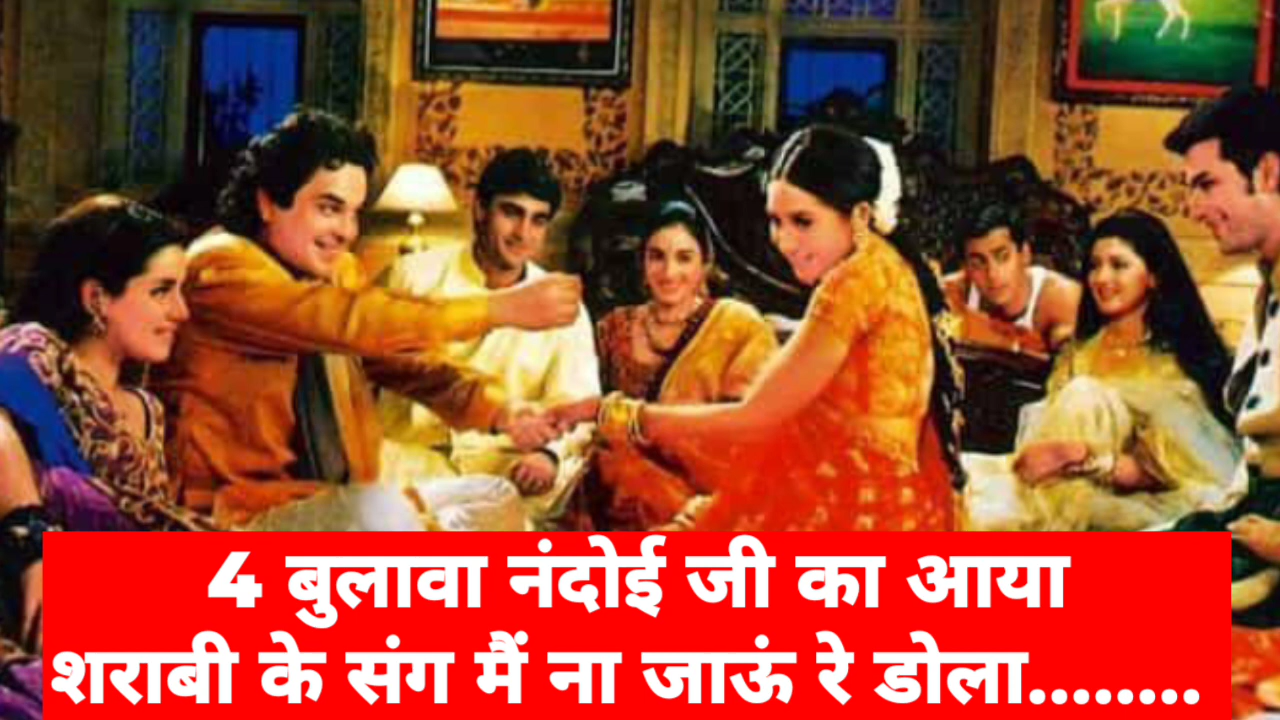 4 बुलावा नंदोई जी का आया
शराबी के संग मैं ना जाऊं रे डोला........